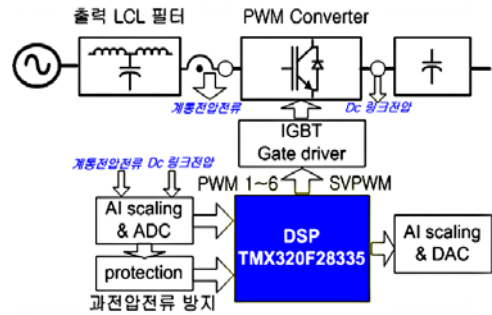 출력 LCL 필터
PWM Converter
계통전압전류
Dc 링크전압
IGBT
Gate driver
계통전압전류
Dc 링크전압
PWM 1~6
SVPWM
AI scaling
& ADC
DSP
TMX320F28335
AI scaling
& DAC
protection
과전압전류 방지